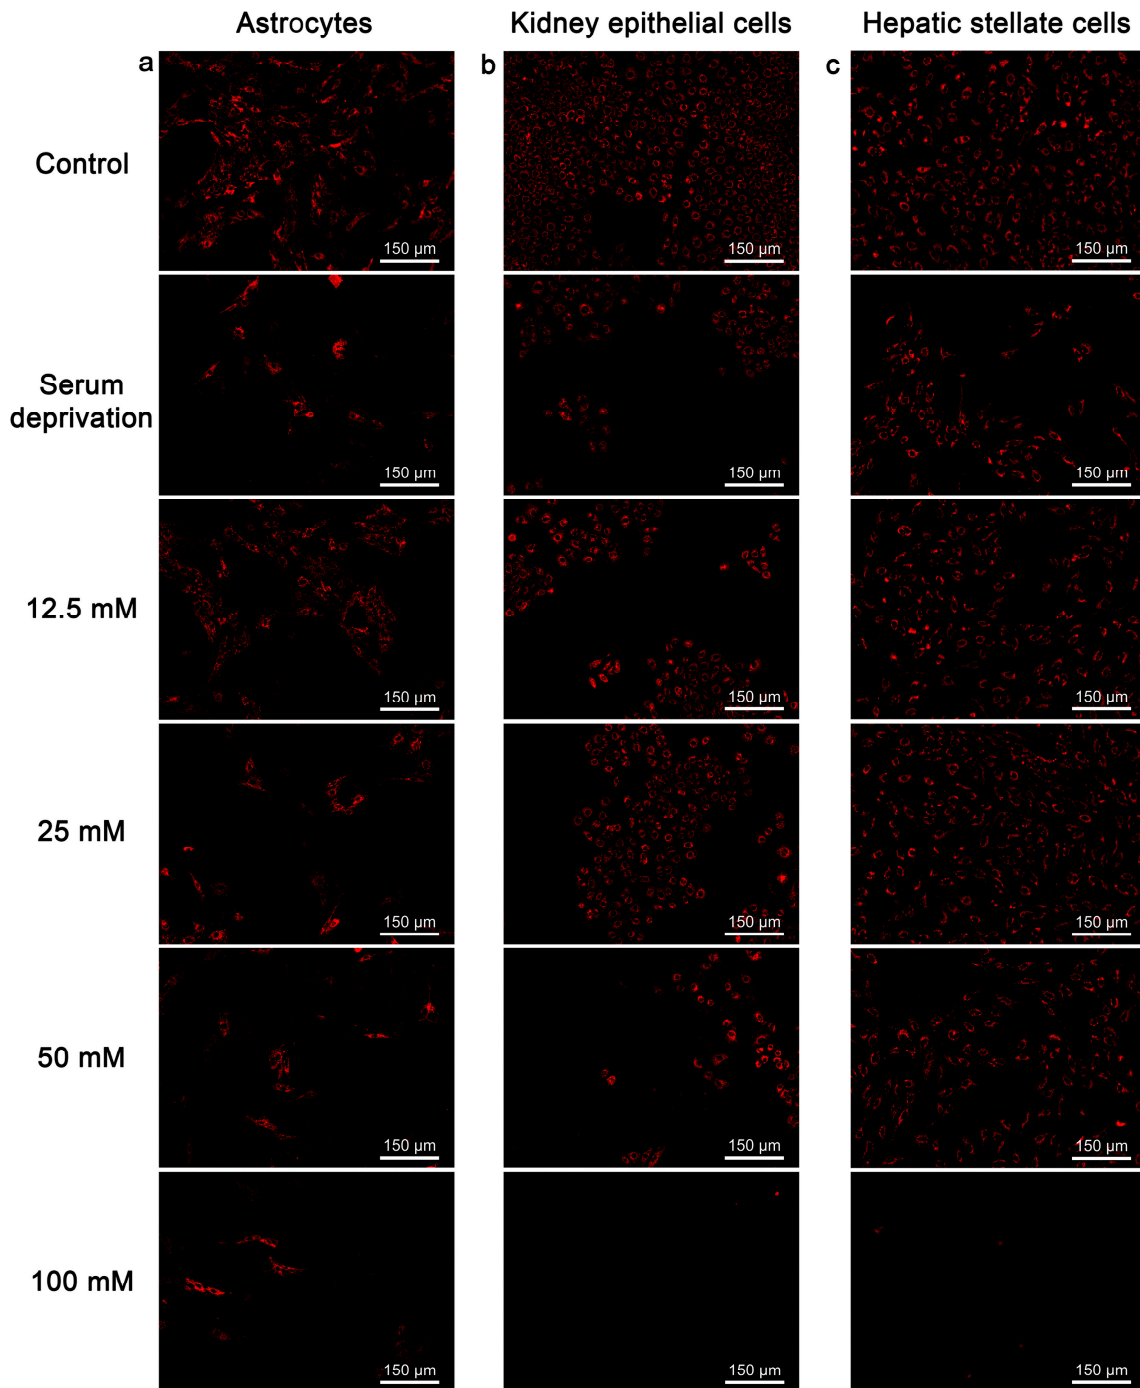 Astrocytes
Kidney epithelial cells
Hepatic stellate cells
a
b
c
Control
150 µm
150 µm
150 µm
Serum
deprivation
150 µm
150 µm
150 µm
12.5 mM
150 µm
150 µm
150 µm
25 mM
150 µm
150 µm
150 µm
50 mM
150 µm
150 µm
150 µm
100 mM
150 µm
150 µm
150 µm